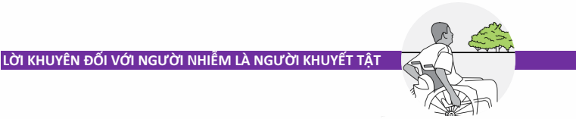 LỜI KHUYÊN ĐỐI VỚI NGƯỜI NHIỄM LÀ NGƯỜI KHUYẾT TẬT